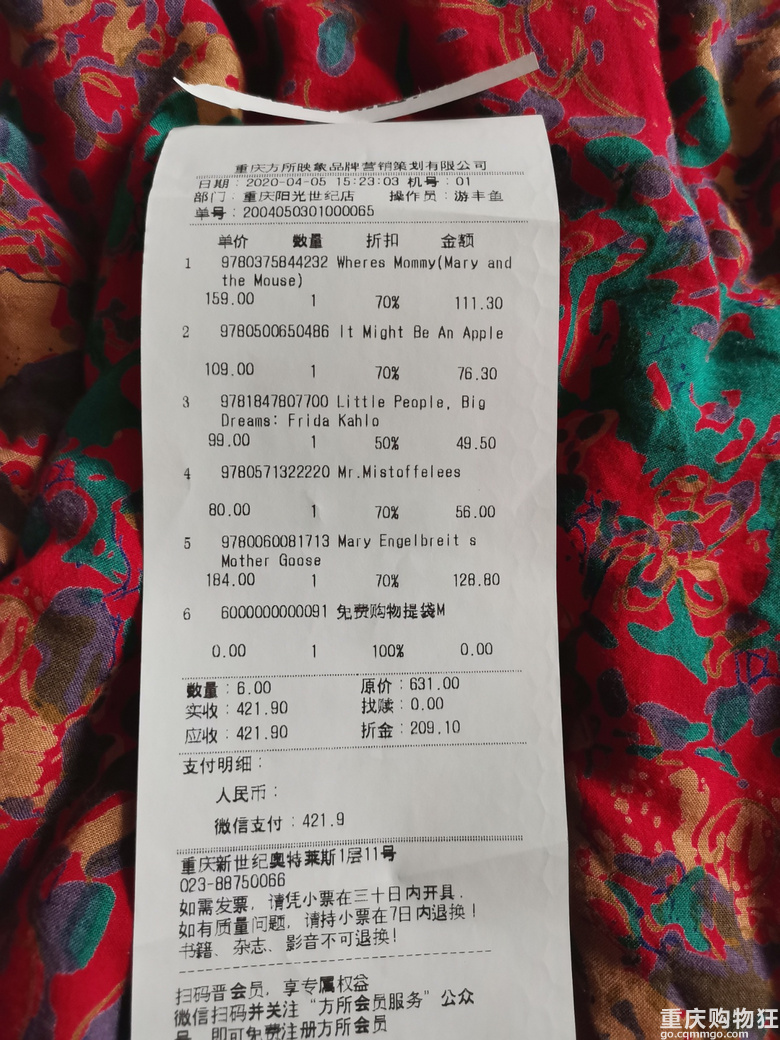 重庆方所映象品牌营销策划有限公司
日期：2020-04-05 15:23:03 机号：01
部门：重庆阳光世纪店 操作员：游丰鱼
单号：2004050301000065
单价 数量 折扣 金额
1 9780375844232 Wheres Mommy(Mary and
the Mouse)
159.00 1 70% 111.30
2 9780500650486 It Might Be An Apple
109.00 1 70% 76.30
3 9781847807700 Little People, Big
Dreams: Frida Kahlo
99.00 1 50% 49.50
4 9780571322220 Mr.Mistoffelees
80.00 1 70% 56.00
5 9780060081713 Mary Engelbreit s
Mother Goose
184.00 1 70% 128.80
6 6000000000091 免费购物提袋M
0.00 1 100% 0.00
数量：6.00 原价：631.00
实收：421.90 找赎：0.00
应收：421.90 折金：209.10
支付明细：
人民币：
微信支付：421.9
重庆新世纪奥特莱斯1层11号
023-88750066
如需发票，请凭小票在三十日内开具.
如有质量问题，请持小票在7日内退换！
书籍、杂志、影音不可退换！
扫码晋会员，享专属权益
微信扫码并关注“方所会员服务”公众
号，即可免费注册方所会员
重庆购物狂
go.cqmmgo.com